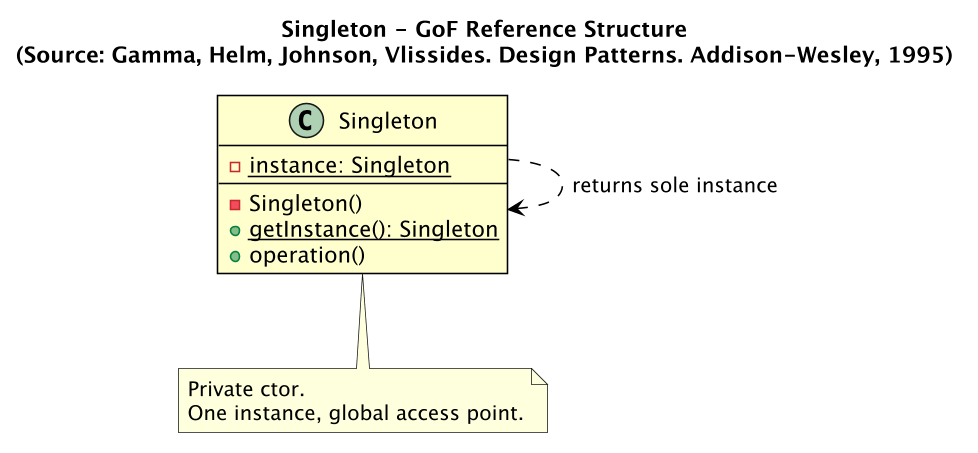 Singleton - GoF Reference Structure
(Source: Gamma, Helm, Johnson, Vlissides. Design Patterns. Addison-Wesley, 1995)
C Singleton
instance: Singleton
returns sole instance
Singleton()
getInstance(): Singleton
operation()
Private ctor.
One instance, global access point.